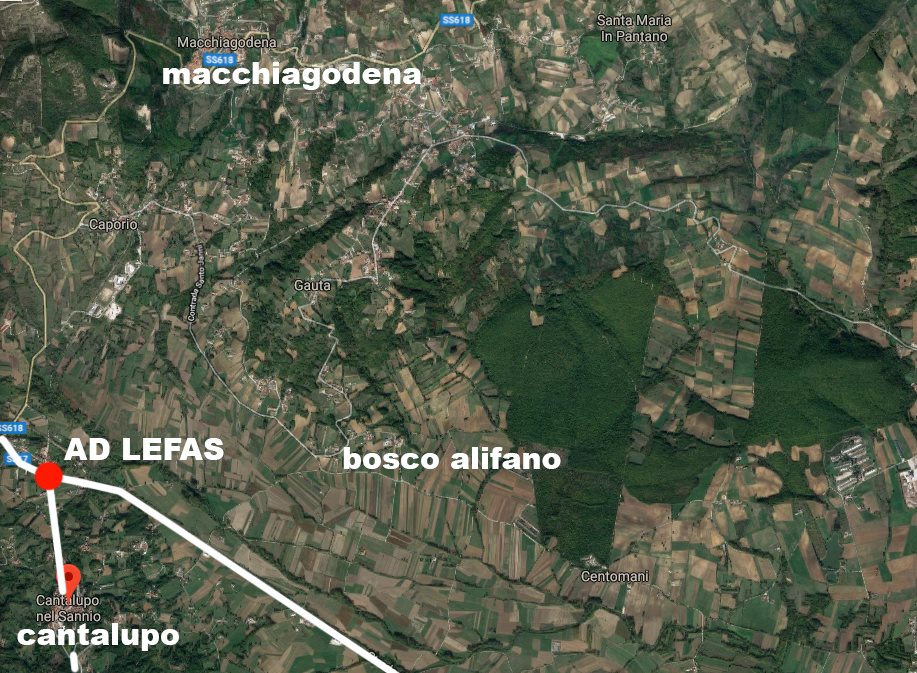 SS618
Santa Maria
In Pantano
Macchiagodena
SS618
macchiagodena
Caporio
Contrada Santo Janni
Gauta
SS618
AD LEFAS
bosco alifano
Centomani
Cantalupo
nel Sannio
cantalupo